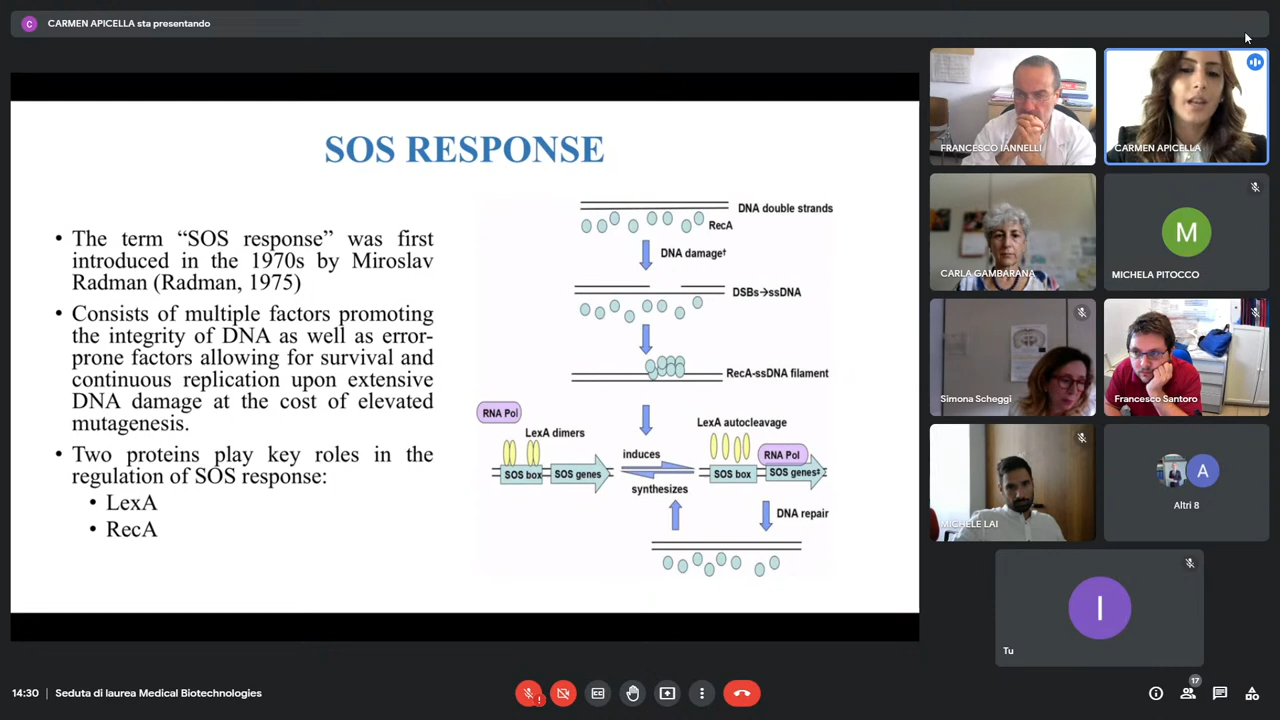 C
CARMEN APICELLA sta presentando
SOS RESPONSE
• The term “SOS response” was first
introduced in the 1970s by Miroslav
Radman (Radman, 1975)
• Consists of multiple factors promoting
the integrity of DNA as well as error-
prone factors allowing for survival and
continuous replication upon extensive
DNA damage at the cost of elevated
mutagenesis.
• Two proteins play key roles in the
regulation of SOS response:
• LexA
• RecA
DNA double strands
RecA
DNA damage†
DSBs→ssDNA
RecA-ssDNA filament
RNA Pol
LexA dimers
SOS box
SOS genes
induces
synthesizes
LexA autocleavage
RNA Pol
SOS box
SOS genes‡
DNA repair
FRANCESCO IANNELLI
CARMEN APICELLA
CARLA GAMBARANA
M
MICHELA PITOCCO
Simona Scheggi
Francesco Santoro
MICHELE LAI
A
Altri 8
I
Tu
14:30
Seduta di laurea Medical Biotechnologies
17